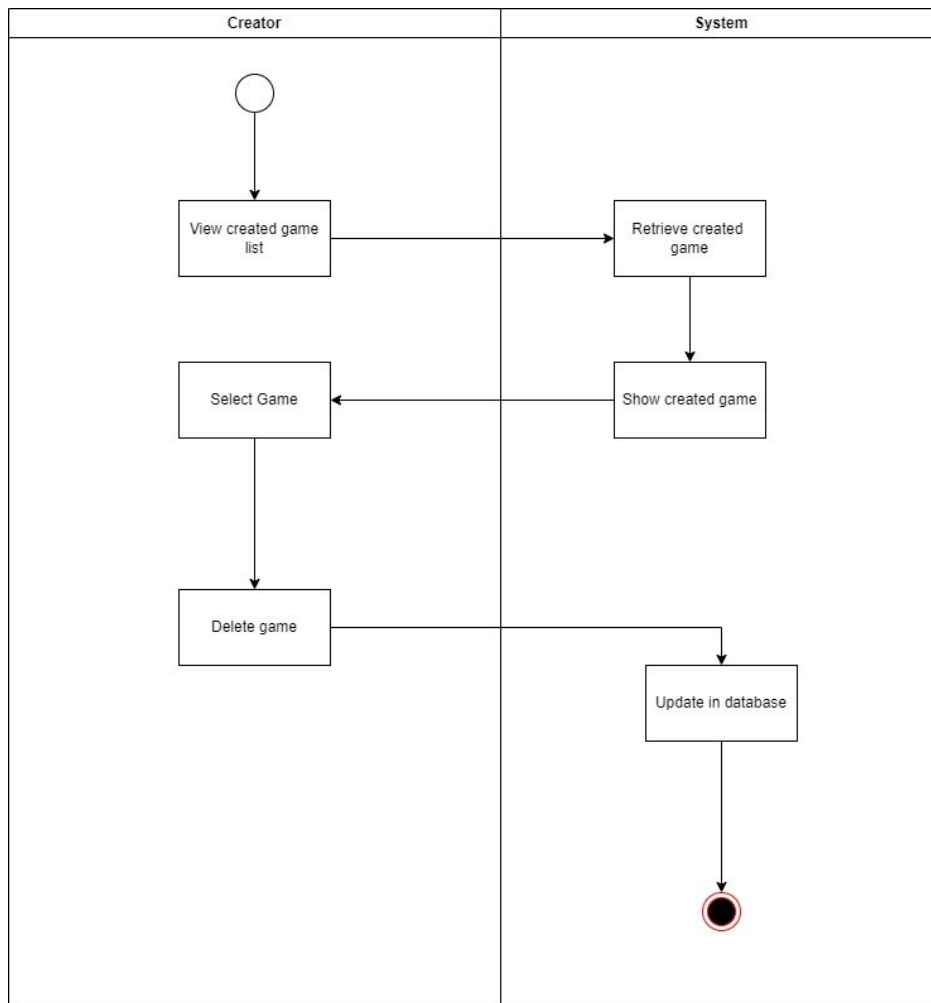 Creator
System
View created game
list
Retrieve created
game
Select Game
Show created game
Delete game
Update in database